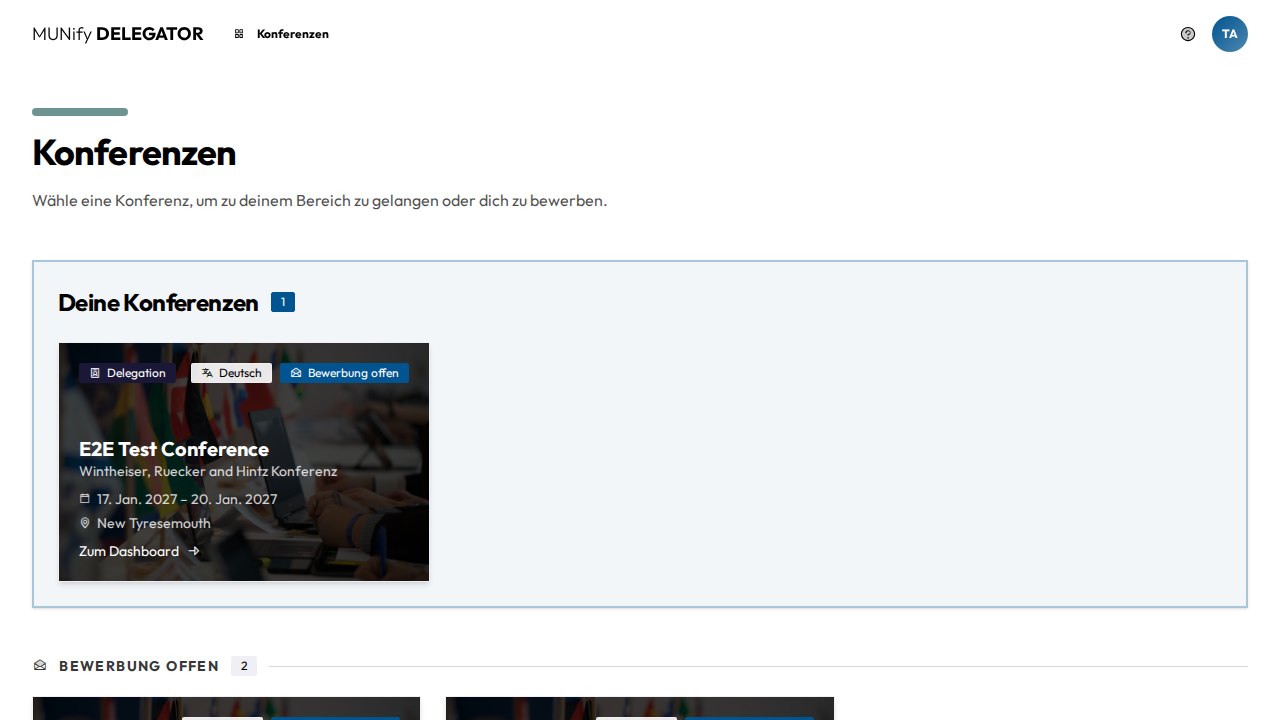 MUNify DELEGATOR
Konferenzen
TA
Konferenzen
Wähle eine Konferenz, um zu deinem Bereich zu gelangen oder dich zu bewerben.
Deine Konferenzen 1
Delegation
Deutsch
Bewerbung offen
E2E Test Conference
Wintheiser, Ruecker and Hintz Konferenz
17. Jan. 2027 – 20. Jan. 2027
New Tyresemouth
Zum Dashboard
BEWERBUNG OFFEN 2